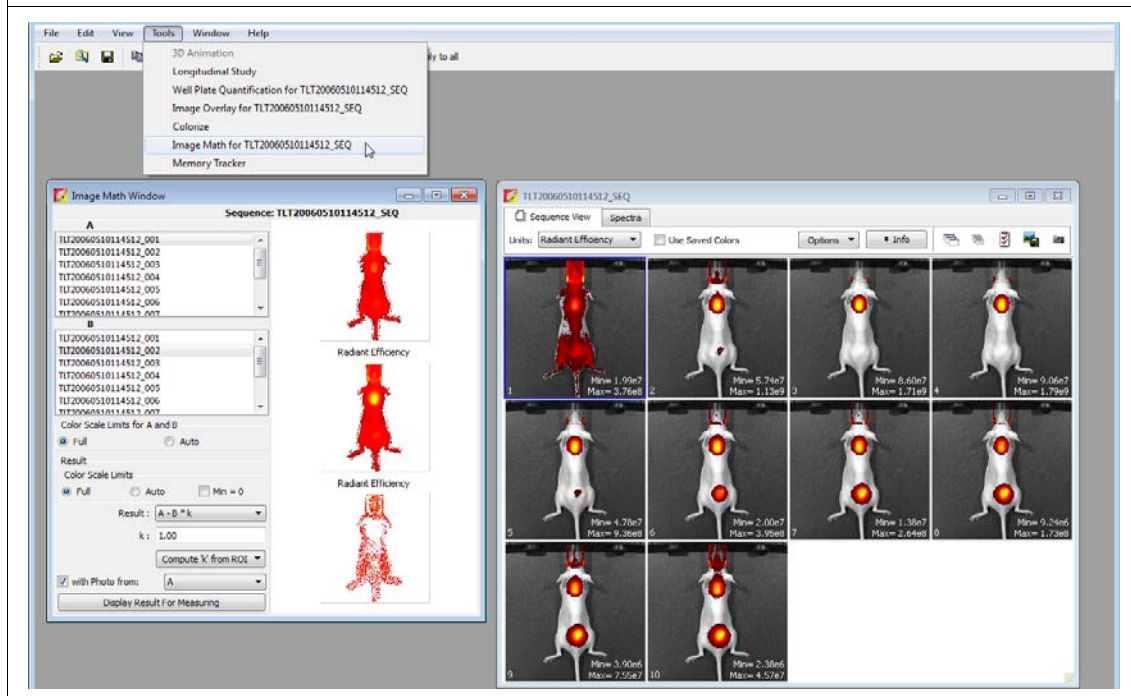 File Edit View Tools Window Help
ify to all
3D Animation
Longitudinal Study
Well Plate Quantification for TLT20060510114512_SEQ
Image Overlay for TLT20060510114512_SEQ
Colorize
Image Math for TLT20060510114512_SEQ
Memory Tracker
Image Math Window
Sequence: TLT20060510114512_SEQ
A
TLT20060510114512_001
TLT20060510114512_002
TLT20060510114512_003
TLT20060510114512_004
TLT20060510114512_005
TLT20060510114512_006
TLT20060510114512_007
B
TLT20060510114512_001
TLT20060510114512_002
TLT20060510114512_003
TLT20060510114512_004
TLT20060510114512_005
TLT20060510114512_006
TLT20060510114512_007
Color Scale Limits for A and B
Full Auto
Result
Color Scale Limits
Full Auto Min = 0
Result : A - B * k
k : 1.00
Compute 'k' from ROI
with Photo from: A
Display Result For Measuring
Radiant Efficiency
Radiant Efficiency
TLT20060510114512_SEQ
Sequence View Spectra
Units: Radiant Efficiency Use Saved Colors Options Info
1 Min= 1.99e7
Max= 3.76e8
2 Min= 5.74e7
Max= 1.13e9
3 Min= 8.60e7
Max= 1.71e9
4 Min= 9.06e7
Max= 1.79e9
5 Min= 4.78e7
Max= 9.36e8
6 Min= 2.00e7
Max= 3.95e8
7 Min= 1.38e7
Max= 2.64e8
8 Min= 9.24e6
Max= 1.73e8
9 Min= 3.90e6
Max= 7.55e7
10 Min= 2.38e6
Max= 4.57e7